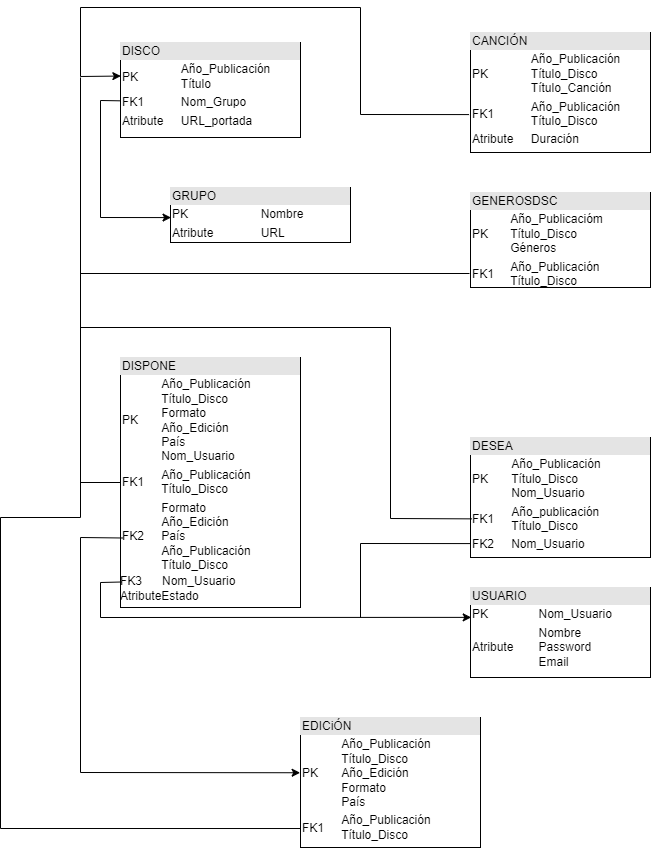 DISCO
PK
Año_Publicación
Título
FK1 Nom_Grupo
Atribute URL_portada
CANCIÓN
Año_Publicación
PK Título_Disco
Título_Canción
Año_Publicación
FK1
Título_Disco
Atribute Duración
GRUPO
PK Nombre
Atribute URL
GENEROSDSC
Año_Publicacióm
PK Título_Disco
Géneros
FK1 Año_Publicación
Título_Disco
DISPONE
Año_Publicación
Título_Disco
Formato
PK
Año_Edición
País
Nom_Usuario
Año_Publicación
FK1
Título_Disco
Formato
Año_Edición
FK2 País
Año_Publicación
Título_Disco
FK3 Nom_Usuario
AtributeEstado
DESEA
Año_Publicación
PK Título_Disco
Nom_Usuario
Año_publicación
FK1
Título_Disco
FK2 Nom_Usuario
USUARIO
PK Nom_Usuario
Nombre
Atribute Password
Email
EDICiÓN
Año_Publicación
Título_Disco
PK Año_Edición
Formato
País
Año_Publicación
FK1
Título_Disco